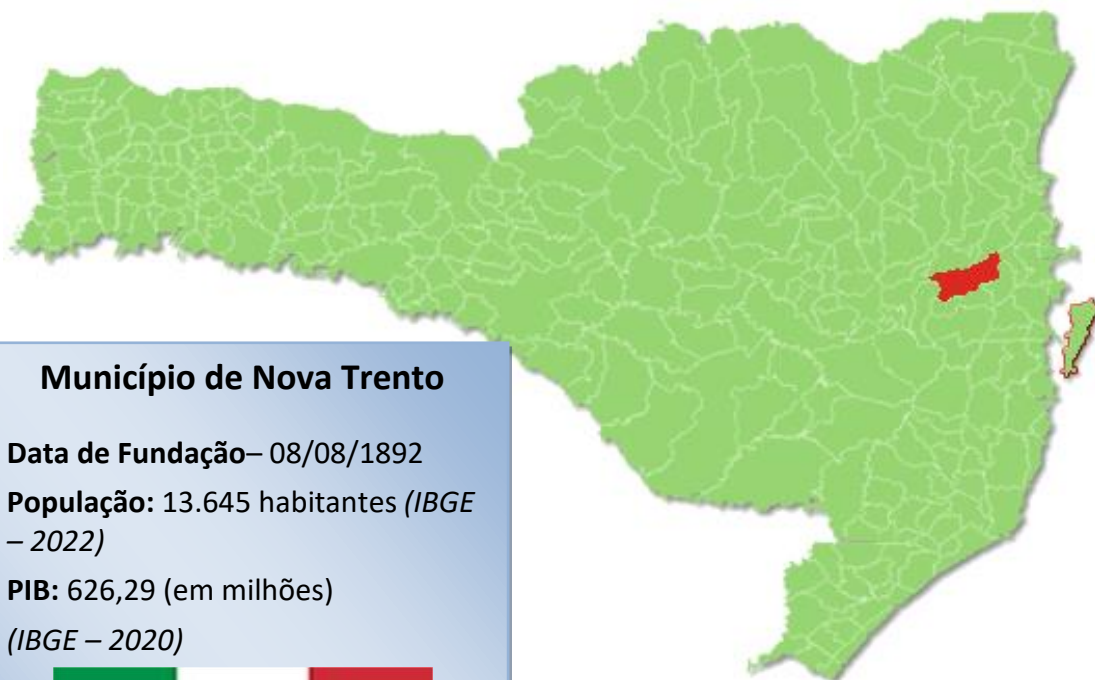 Município de Nova Trento
Data de Fundação– 08/08/1892
População: 13.645 habitantes (IBGE
– 2022)
PIB: 626,29 (em milhões)
(IBGE – 2020)